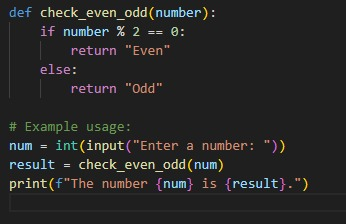 def check_even_odd(number):
    if number % 2 == 0:
        return "Even"
    else:
        return "Odd"

# Example usage:
num = int(input("Enter a number: "))
result = check_even_odd(num)
print(f"The number {num} is {result}.")